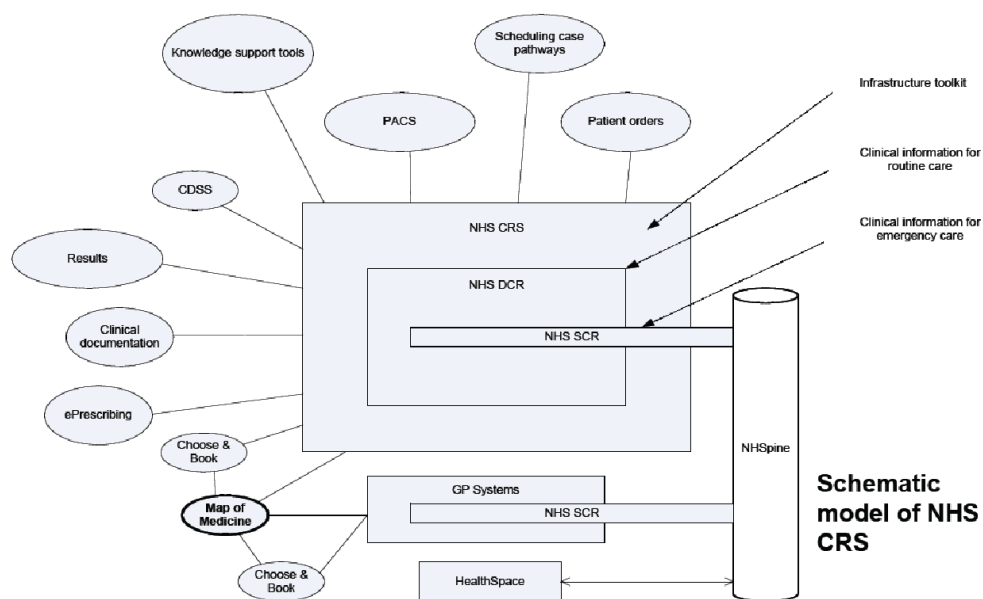 Knowledge support tools
Scheduling case
pathways
PACS
Patient orders
Infrastructure toolkit
Clinical information for
routine care
CDSS
NHS CRS
Clinical information for
emergency care
Results
NHS DCR
Clinical
documentation
NHS SCR
ePrescribing
Choose &
Book
NHSpine
GP Systems
Map of
Medicine
NHS SCR
Schematic
model of NHS
CRS
Choose &
Book
HealthSpace